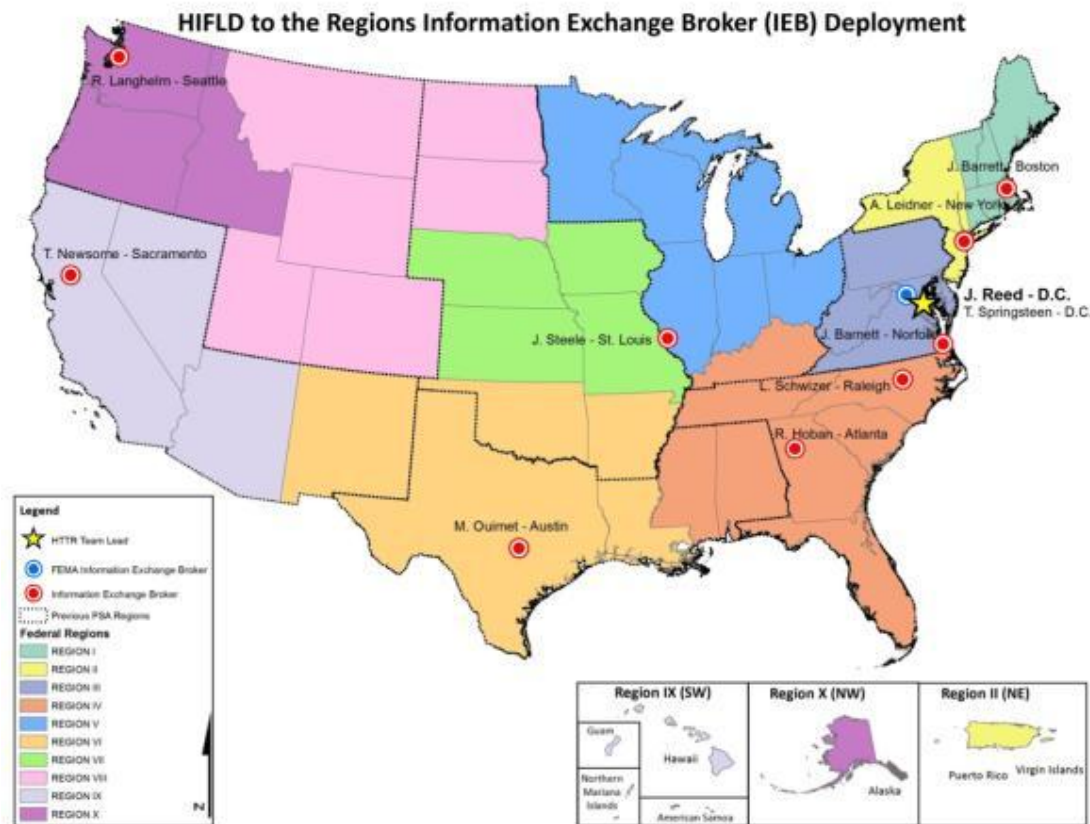 HIFLD to the Regions Information Exchange Broker (IEB) Deployment
R. Langhelm - Seattle
J. Barrett - Boston
A. Leidner - New York
T. Newsome - Sacramento
J. Reed - D.C.
T. Springsteen - D.C.
J. Barnett - Norfolk
J. Steele - St. Louis
L. Schwizer - Raleigh
R. Hoban - Atlanta
M. Ouimet - Austin
Legend
HTTR Team Lead
FEMA Information Exchange Broker
Information Exchange Broker
Previous PSA Regions
Federal Regions
REGION I
REGION II
REGION III
REGION IV
REGION V
REGION VI
REGION VII
REGION VIII
REGION IX
REGION X
N
Region IX (SW)
Guam
Hawaii
Northern
Mariana
Islands
American Samoa
Region X (NW)
Alaska
Region II (NE)
Puerto Rico
Virgin Islands